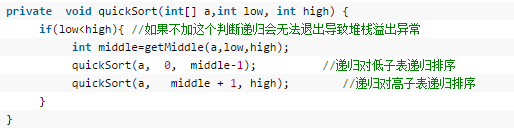 private  void quickSort(int[] a,int low, int high) {
    if(low<high){ //如果不加这个判断递归会无法退出导致堆栈溢出异常
        int middle=getMiddle(a,low,high);
        quickSort(a,  0,  middle-1);          //递归对低子表递归排序
        quickSort(a,   middle + 1, high);        //递归对高子表递归排序
    }
}